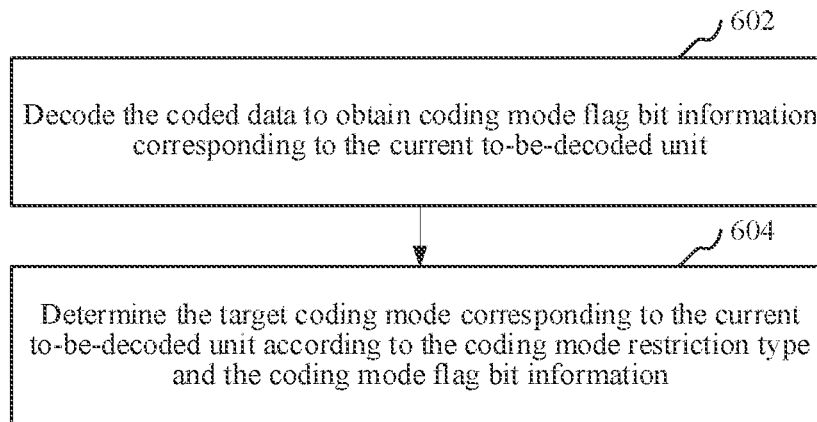 602
Decode the coded data to obtain coding mode flag bit information
corresponding to the current to-be-decoded unit
604
Determine the target coding mode corresponding to the current
to-be-decoded unit according to the coding mode restriction type
and the coding mode flag bit information